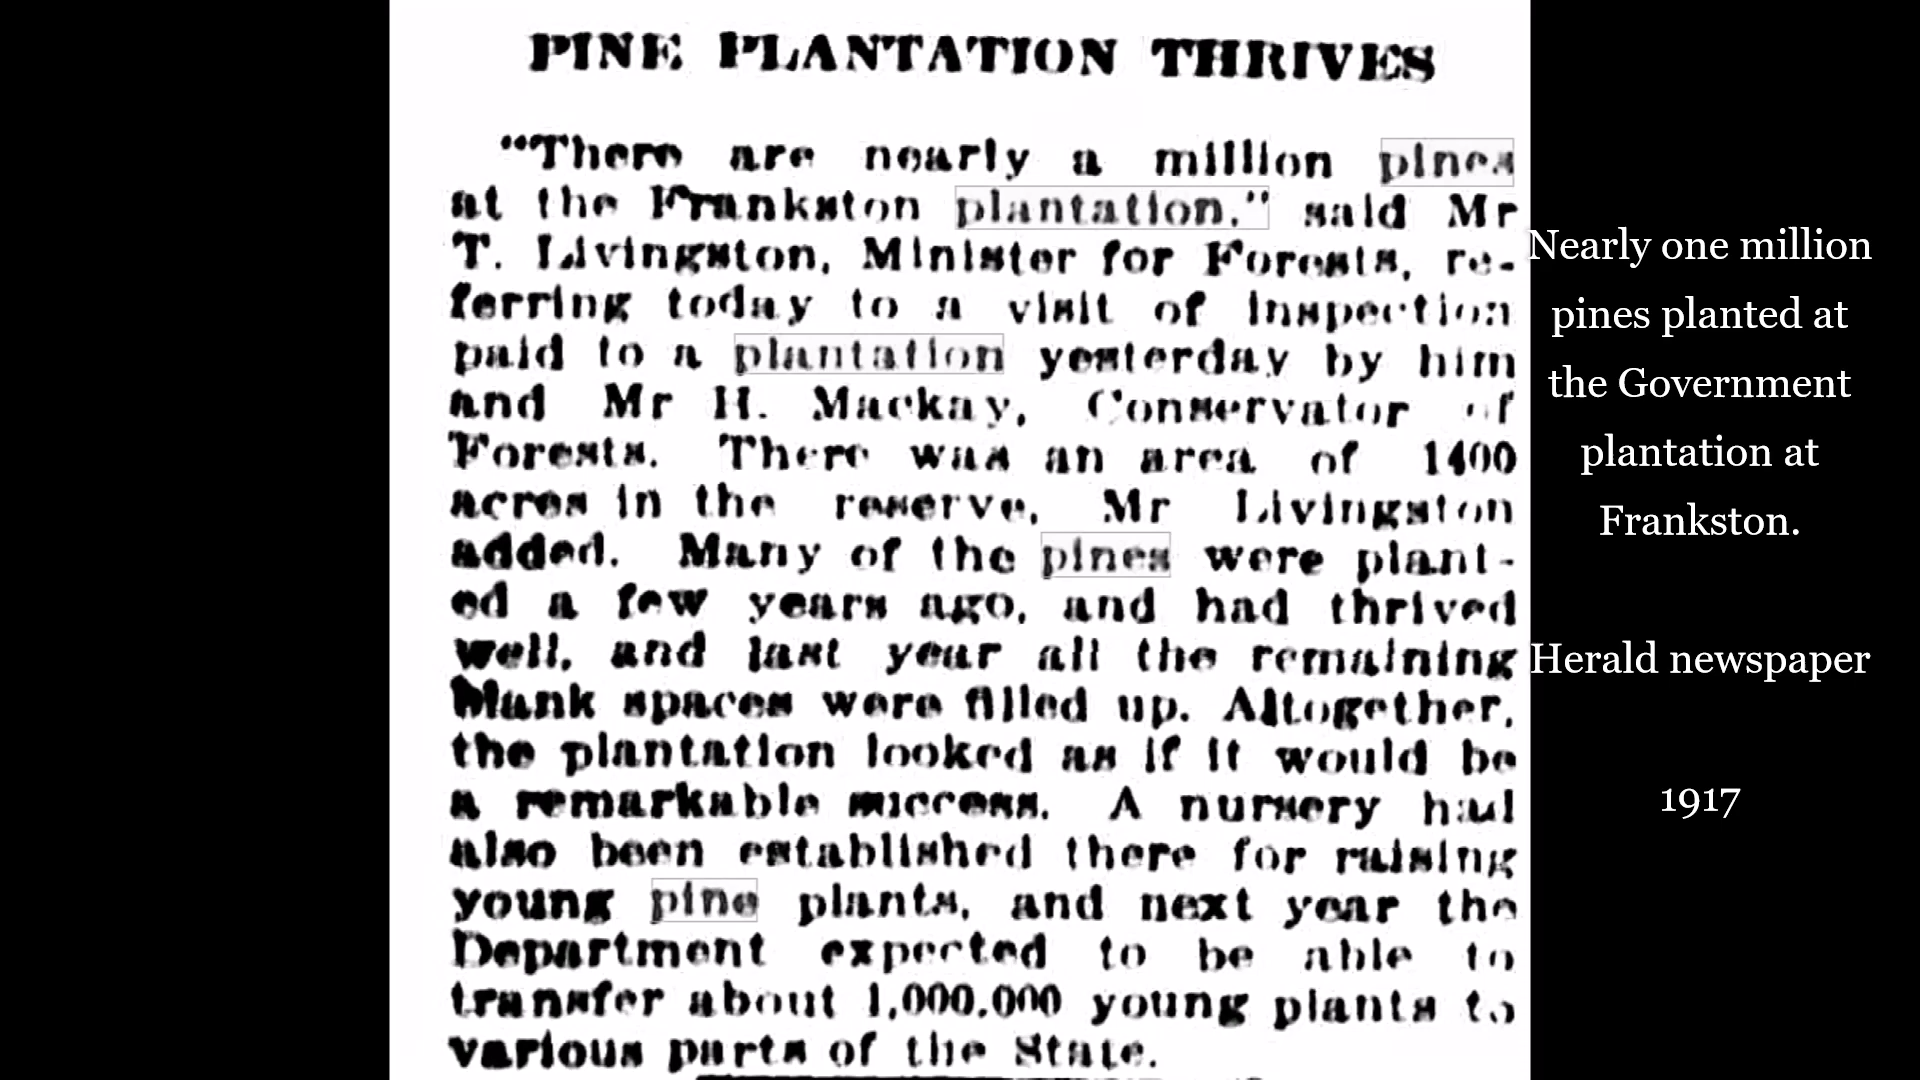 PINE PLANTATION THRIVES
"There are nearly a million pines
at the Frankston plantation," said Mr
T. Livingston, Minister for Forests, re-
ferring today to a visit of inspection
paid to a plantation yesterday by him
and Mr H. Mackay, Conservator of
Forests. There was an area of 1400
acres in the reserve, Mr Livingston
added. Many of the pines were plant-
ed a few years ago, and had thrived
well, and last year all the remaining
blank spaces were filled up. Altogether,
the plantation looked as if it would be
a remarkable success. A nursery had
also been established there for raising
young pine plants, and next year the
Department expected to be able to
transfer about 1,000,000 young plants to
various parts of the State.
Nearly one million
pines planted at
the Government
plantation at
Frankston.
Herald newspaper
1917